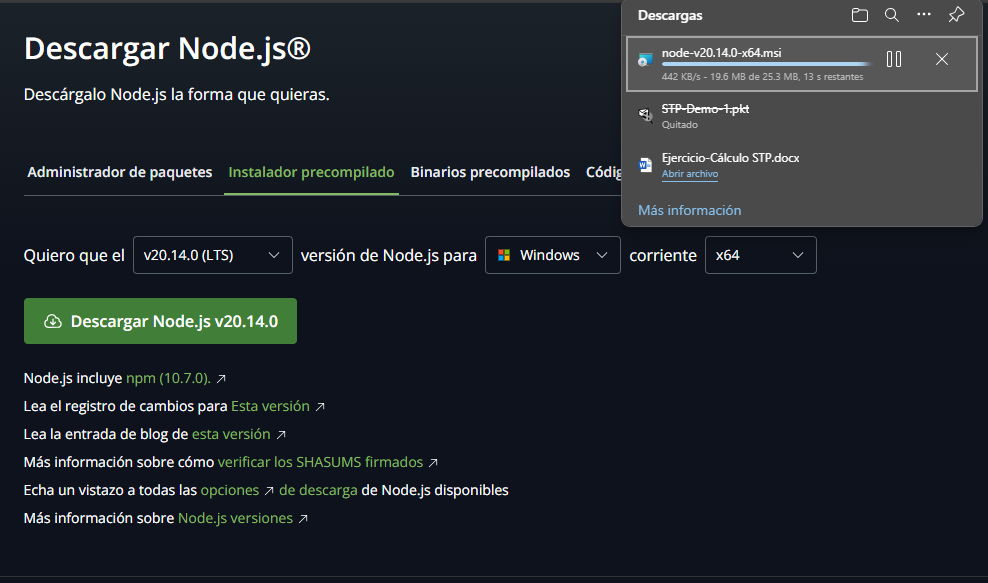 Descargar Node.js®
Descárgalo Node.js la forma que quieras.
Administrador de paquetes Instalador precompilado Binarios precompilados Códig
Quiero que el v20.14.0 (LTS) versión de Node.js para Windows corriente x64
Descargar Node.js v20.14.0
Node.js incluye npm (10.7.0).
Lea el registro de cambios para Esta versión
Lea la entrada de blog de esta versión
Más información sobre cómo verificar los SHASUMS firmados
Echa un vistazo a todas las opciones de descarga de Node.js disponibles
Más información sobre Node.js versiones
Descargas
node-v20.14.0-x64.msi
442 KB/s - 19.6 MB de 25.3 MB, 13 s restantes
STP-Demo-1.pkt
Quitado
Ejercicio-Cálculo STP.docx
Abrir archivo
Más información